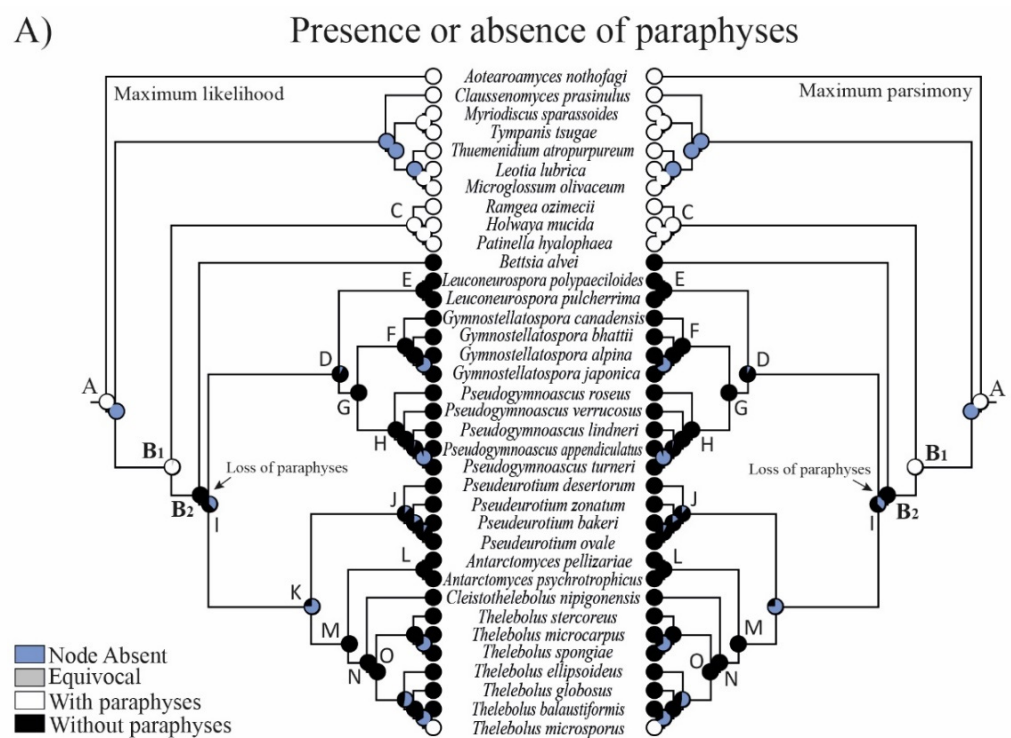 A) Presence or absence of paraphyses
Maximum likelihood
Maximum parsimony
Aotearoamyces nothofagi
Claussenomyces prasinulus
Myriodiscus sparassoides
Tympanis tsugae
Thuemenidium atropurpureum
Leotia lubrica
Microglossum olivaceum
C Ramgea ozimecii C
Holwaya mucida
Patinella hyalophaea
Bettsia alvei
E Leuconeurospora polypaeciloides E
Leuconeurospora pulcherrima
Gymnostellatospora canadensis
F Gymnostellatospora bhattii F
D Gymnostellatospora alpina D
A Gymnostellatospora japonica A
G Pseudogymnoascus roseus G
Pseudogymnoascus verrucosus
H Pseudogymnoascus lindneri H
B1 Pseudogymnoascus appendiculatus B1
Loss of paraphyses Pseudogymnoascus turneri Loss of paraphyses
J Pseudeurotium desertorum J
B2 Pseudeurotium zonatum B2
I Pseudeurotium bakeri I
Pseudeurotium ovale
L Antarctomyces pellizariae L
Antarctomyces psychrotrophicus
K Cleistothelebolus nipigonensis
Thelebolus stercoreus
M Thelebolus microcarpus M
N O Thelebolus spongiae O N
Thelebolus ellipsoideus
Thelebolus globosus
Thelebolus balaustiformis
Thelebolus microsporus
Node Absent
Equivocal
With paraphyses
Without paraphyses